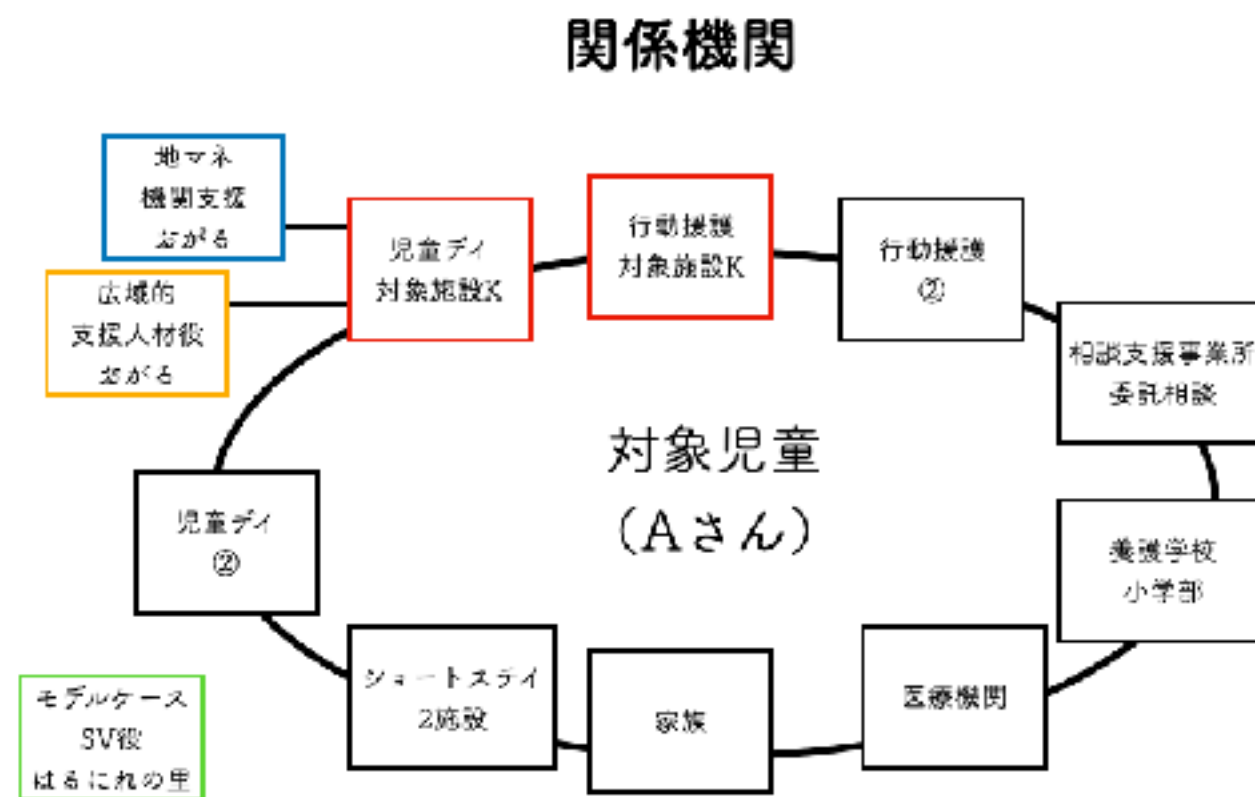 関係機関
地マネ
機関支援
おがる
広域的
支援人材役
おがる
児童デイ
対象施設K
行動援護
対象施設K
行動援護
②
相談支援事業所
委託相談
養護学校
小学部
医療機関
家族
ショートステイ
2施設
児童デイ
②
対象児童
（Aさん）
モデルケース
SV役
はるにれの里